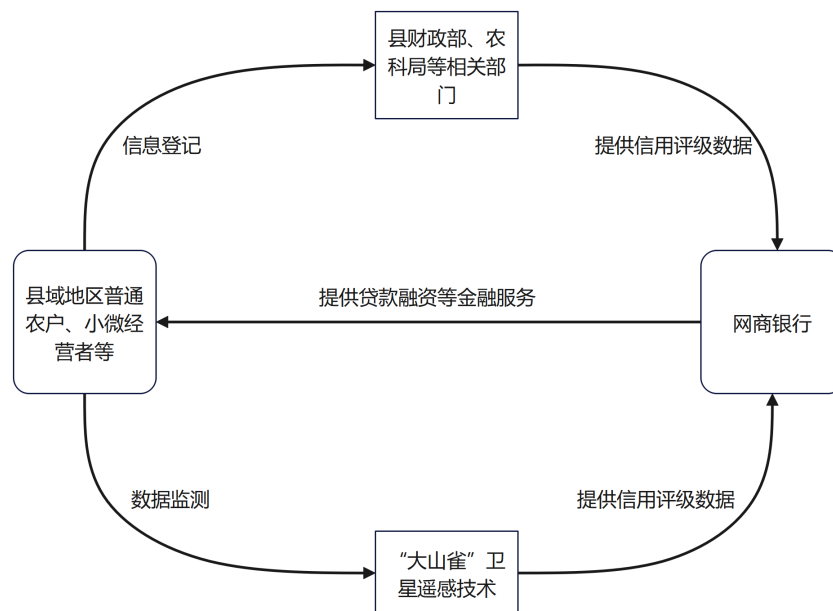 县财政部、农
科局等相关部
门
信息登记
提供信用评级数据
县域地区普通
农户、小微经
营者等
提供贷款融资等金融服务
网商银行
数据监测
提供信用评级数据
“大山雀”卫
星遥感技术